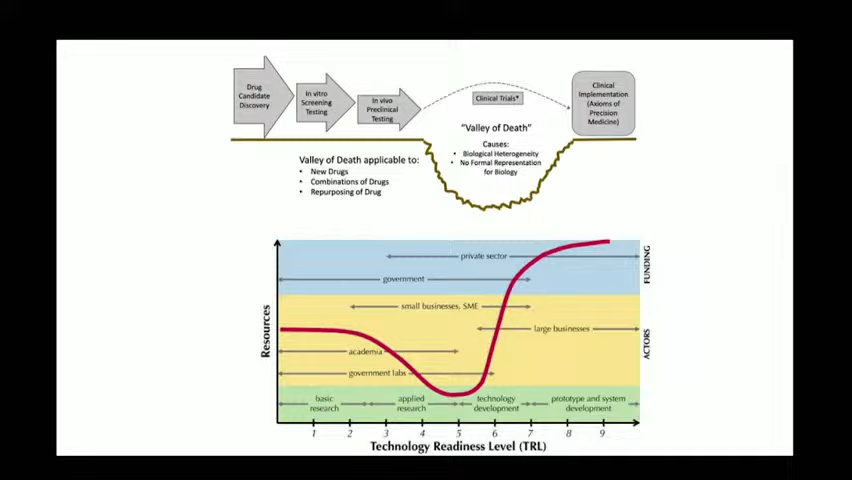 Drug
Candidate
Discovery
In vitro
Screening
Testing
In vivo
Preclinical
Testing
Clinical Trials*
Clinical
Implementation
(Axioms of
Precision
Medicine)
"Valley of Death"
Causes:
• Biological Heterogeneity
• No Formal Representation
for Biology
Valley of Death applicable to:
• New Drugs
• Combinations of Drugs
• Repurposing of Drug
private sector
government
small businesses, SME
large businesses
academia
government labs
basic
research
applied
research
technology
development
prototype and system
development
FUNDING
ACTORS
Resources
1 2 3 4 5 6 7 8 9
Technology Readiness Level (TRL)